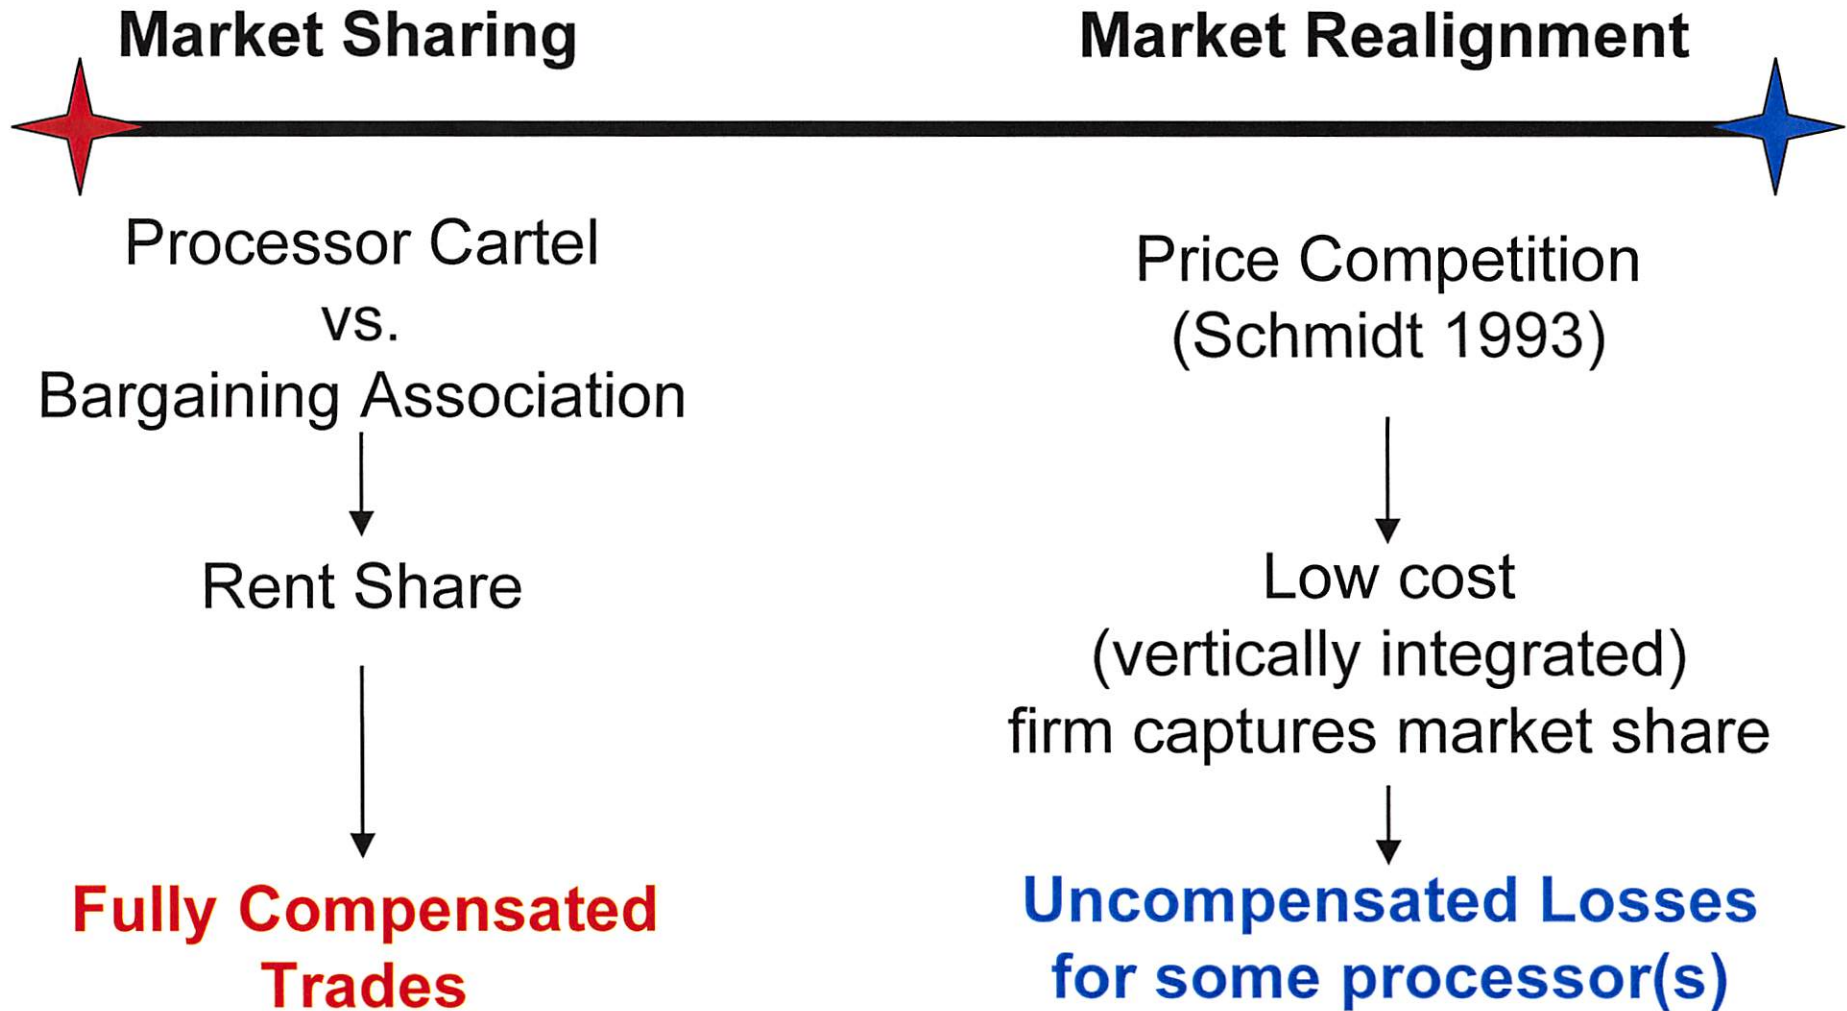 Market Sharing
Processor Cartel
vs.
Bargaining Association
Rent Share
Fully Compensated
Trades
Market Realignment
Price Competition
(Schmidt 1993)
Low cost
(vertically integrated)
firm captures market share
Uncompensated Losses
for some processor(s)